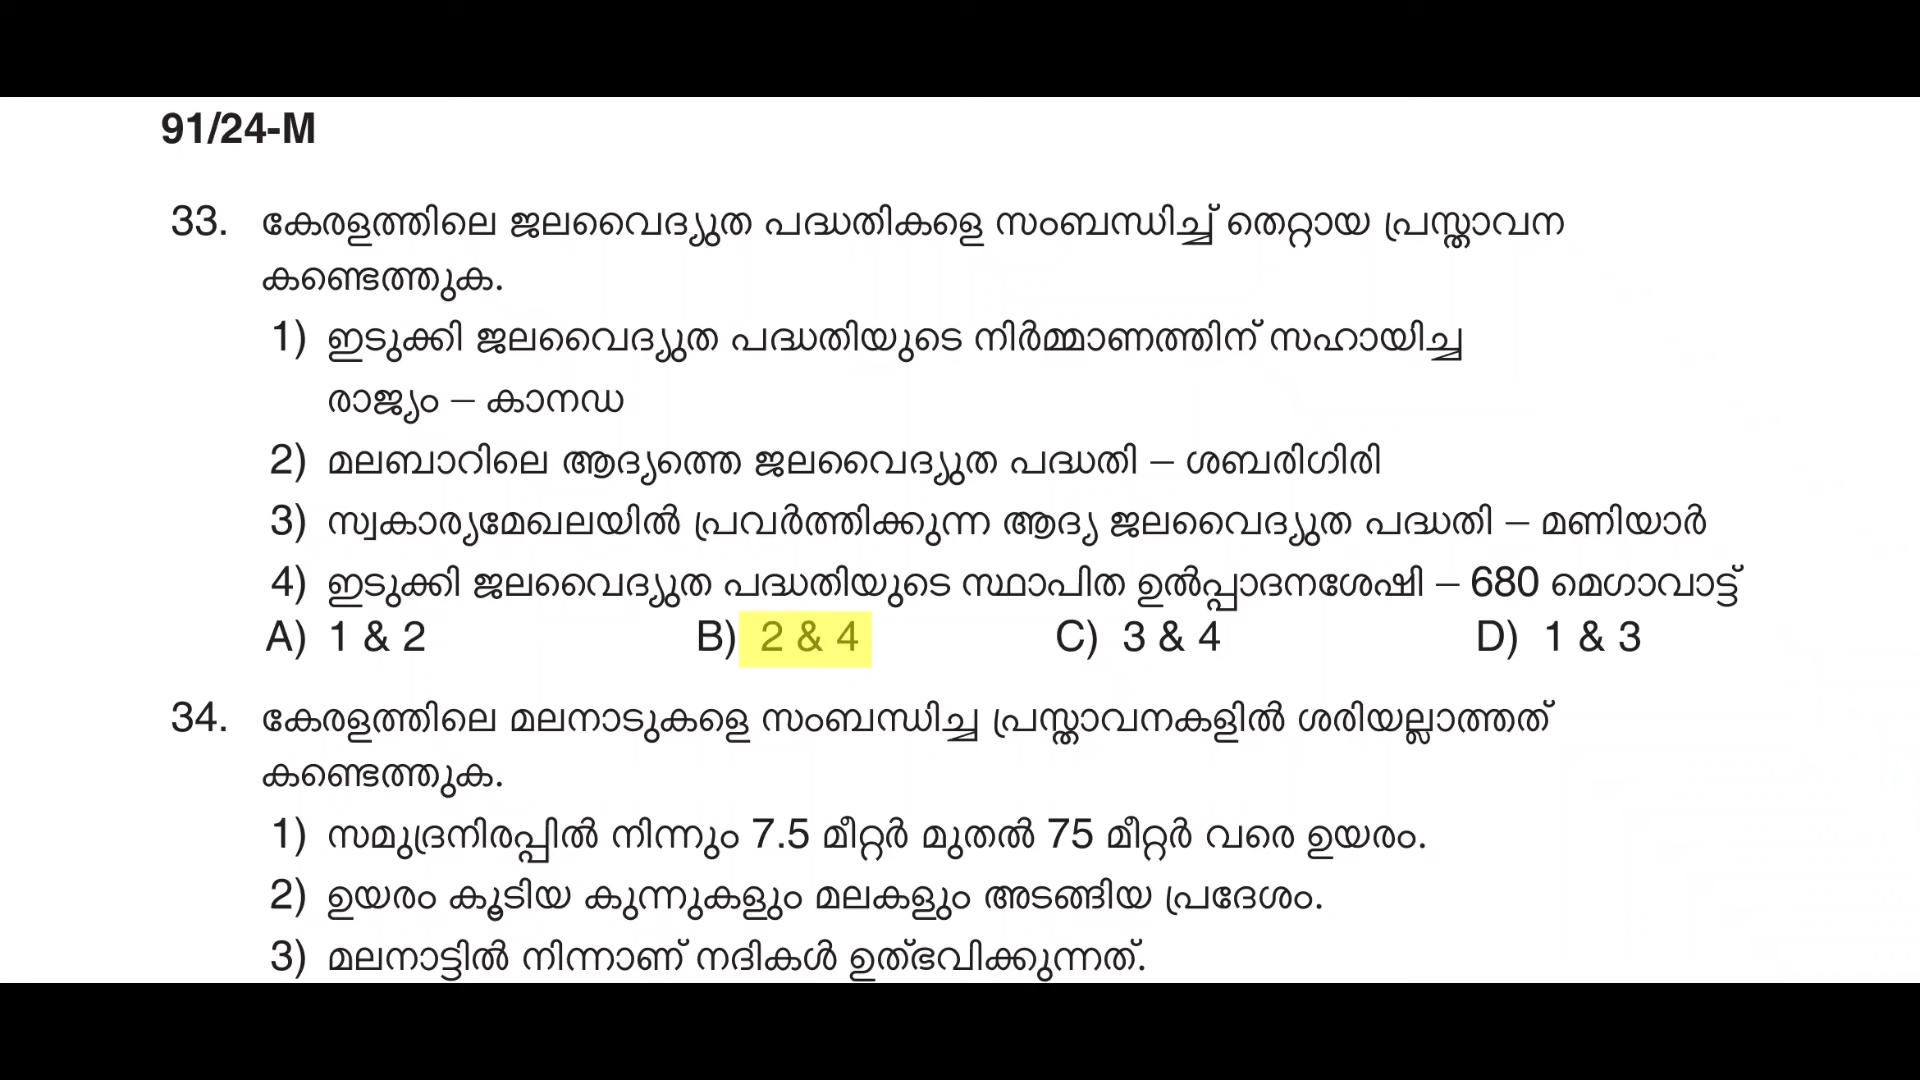 91/24-M
33. കേരളത്തിലെ ജലവൈദ്യുത പദ്ധതികളെ സംബന്ധിച്ച് തെറ്റായ പ്രസ്താവന
കണ്ടെത്തുക.
1) ഇടുക്കി ജലവൈദ്യുത പദ്ധതിയുടെ നിർമ്മാണത്തിന് സഹായിച്ച
രാജ്യം – കാനഡ
2) മലബാറിലെ ആദ്യത്തെ ജലവൈദ്യുത പദ്ധതി – ശബരിഗിരി
3) സ്വകാര്യമേഖലയിൽ പ്രവർത്തിക്കുന്ന ആദ്യ ജലവൈദ്യുത പദ്ധതി – മണിയാർ
4) ഇടുക്കി ജലവൈദ്യുത പദ്ധതിയുടെ സ്ഥാപിത ഉൽപ്പാദനശേഷി – 680 മെഗാവാട്ട്
A) 1 & 2 B) 2 & 4 C) 3 & 4 D) 1 & 3
34. കേരളത്തിലെ മലനാടുകളെ സംബന്ധിച്ച പ്രസ്താവനകളിൽ ശരിയല്ലാത്തത്
കണ്ടെത്തുക.
1) സമുദ്രനിരപ്പിൽ നിന്നും 7.5 മീറ്റർ മുതൽ 75 മീറ്റർ വരെ ഉയരം.
2) ഉയരം കൂടിയ കുന്നുകളും മലകളും അടങ്ങിയ പ്രദേശം.
3) മലനാട്ടിൽ നിന്നാണ് നദികൾ ഉത്ഭവിക്കുന്നത്.